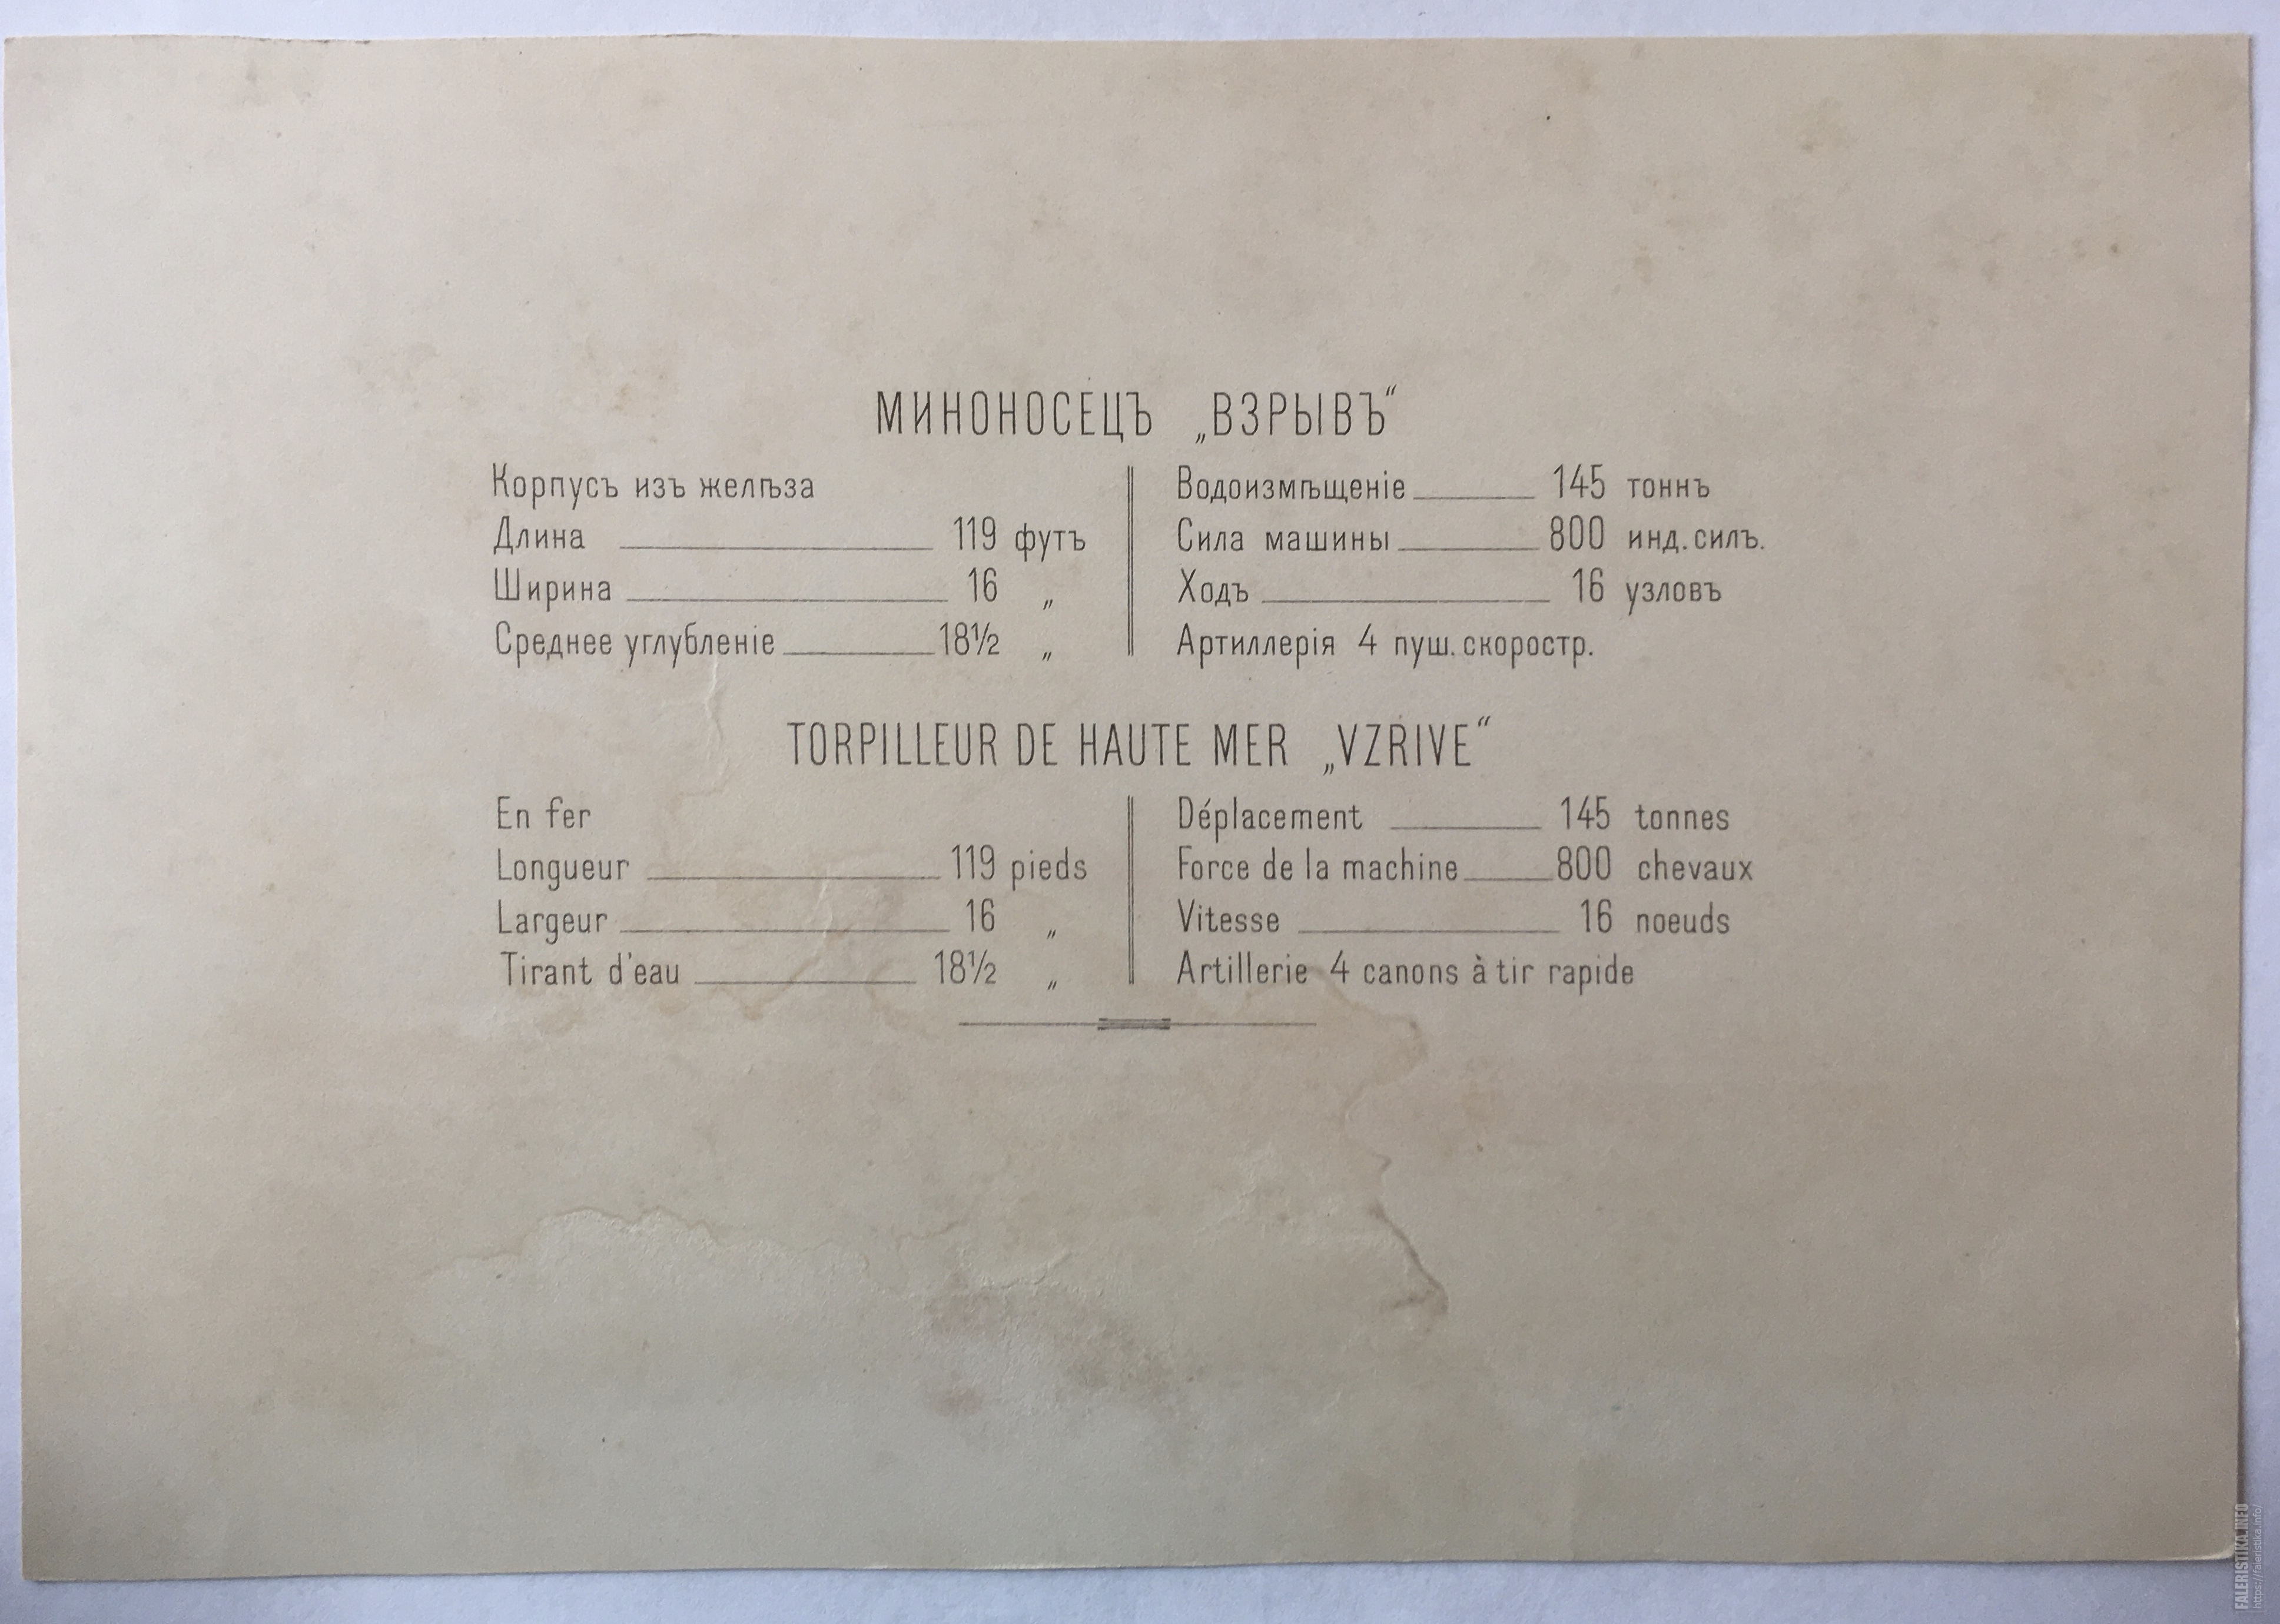 МИНОНОСЕЦЪ „ВЗРЫВЪ“
Корпусъ изъ желѣза
Длина 119 футъ
Ширина 16 „
Среднее углубленіе 18½ „
Водоизмѣщеніе 145 тоннъ
Сила машины 800 инд. силъ.
Ходъ 16 узловъ
Артиллерія 4 пуш. скоростр.
TORPILLEUR DE HAUTE MER „VZRIVE“
En fer
Longueur 119 pieds
Largeur 16 „
Tirant d'eau 18½ „
Déplacement 145 tonnes
Force de la machine 800 chevaux
Vitesse 16 noeuds
Artillerie 4 canons à tir rapide
FALERISTIKA.INFO
https://faleristika.info/